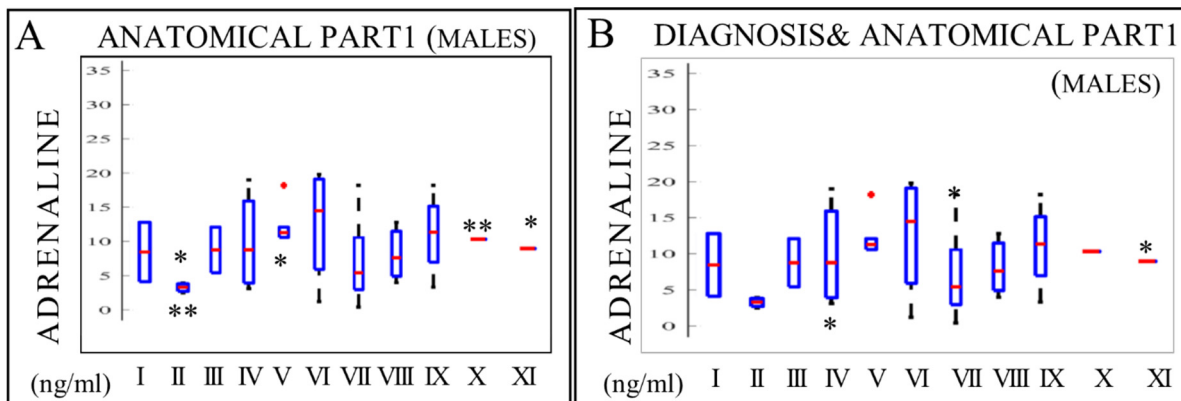 A ANATOMICAL PART1 (MALES)
ADRENALINE
35
30
25
20
15
10
5
0
* ** * ** *
(ng/ml) I II III IV V VI VII VIII IX X XI
B DIAGNOSIS& ANATOMICAL PART1
(MALES)
ADRENALINE
35
30
25
20
15
10
5
0
* * *
(ng/ml) I II III IV V VI VII VIII IX X XI